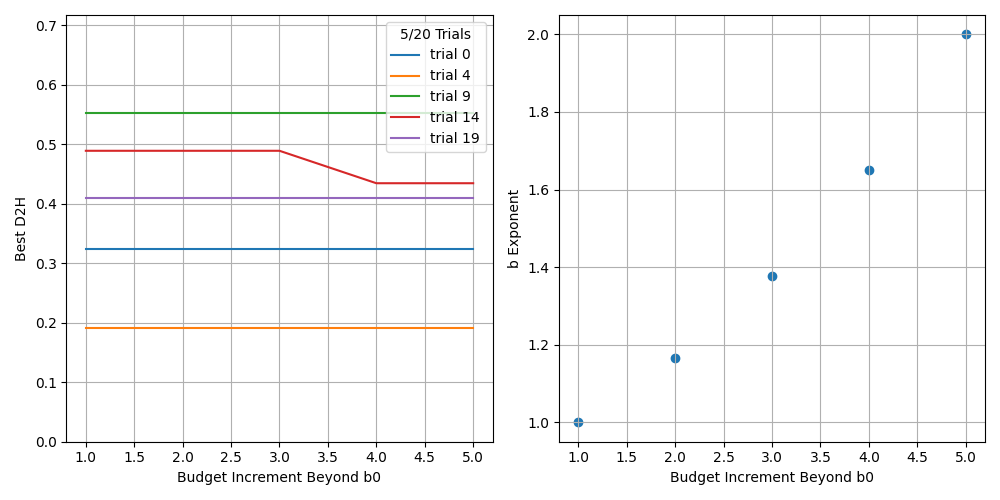 0.7
0.6
0.5
0.4
0.3
0.2
0.1
0.0
Best D2H
1.0 1.5 2.0 2.5 3.0 3.5 4.0 4.5 5.0
Budget Increment Beyond b0
5/20 Trials
trial 0
trial 4
trial 9
trial 14
trial 19
2.0
1.8
1.6
1.4
1.2
1.0
b Exponent
1.0 1.5 2.0 2.5 3.0 3.5 4.0 4.5 5.0
Budget Increment Beyond b0